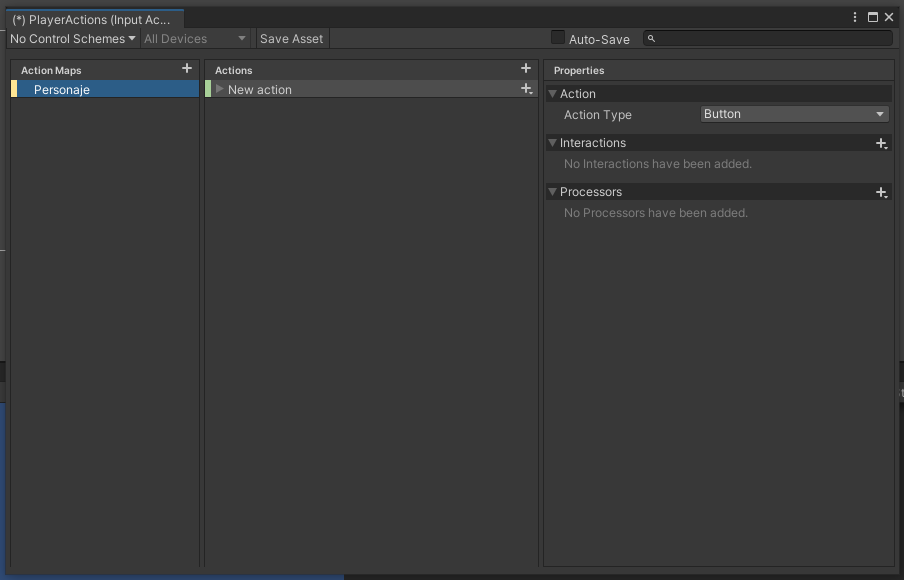 (*) PlayerActions (Input Ac...
No Control Schemes All Devices Save Asset Auto-Save
Action Maps Actions Properties
Personaje New action Action
Action Type Button
Interactions
No Interactions have been added.
Processors
No Processors have been added.